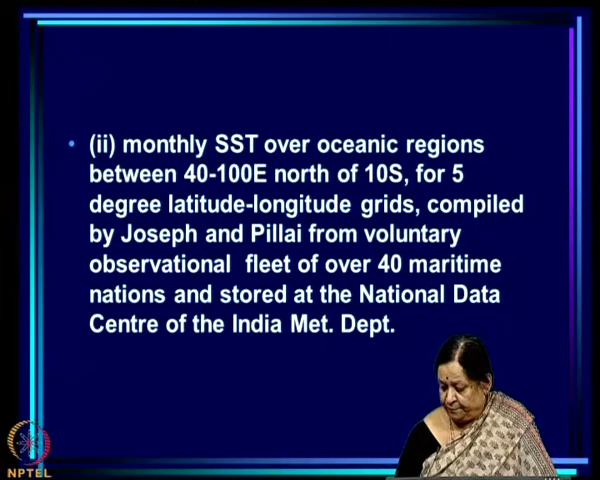 • (ii) monthly SST over oceanic regions
between 40-100E north of 10S, for 5
degree latitude-longitude grids, compiled
by Joseph and Pillai from voluntary
observational fleet of over 40 maritime
nations and stored at the National Data
Centre of the India Met. Dept.
NPTEL